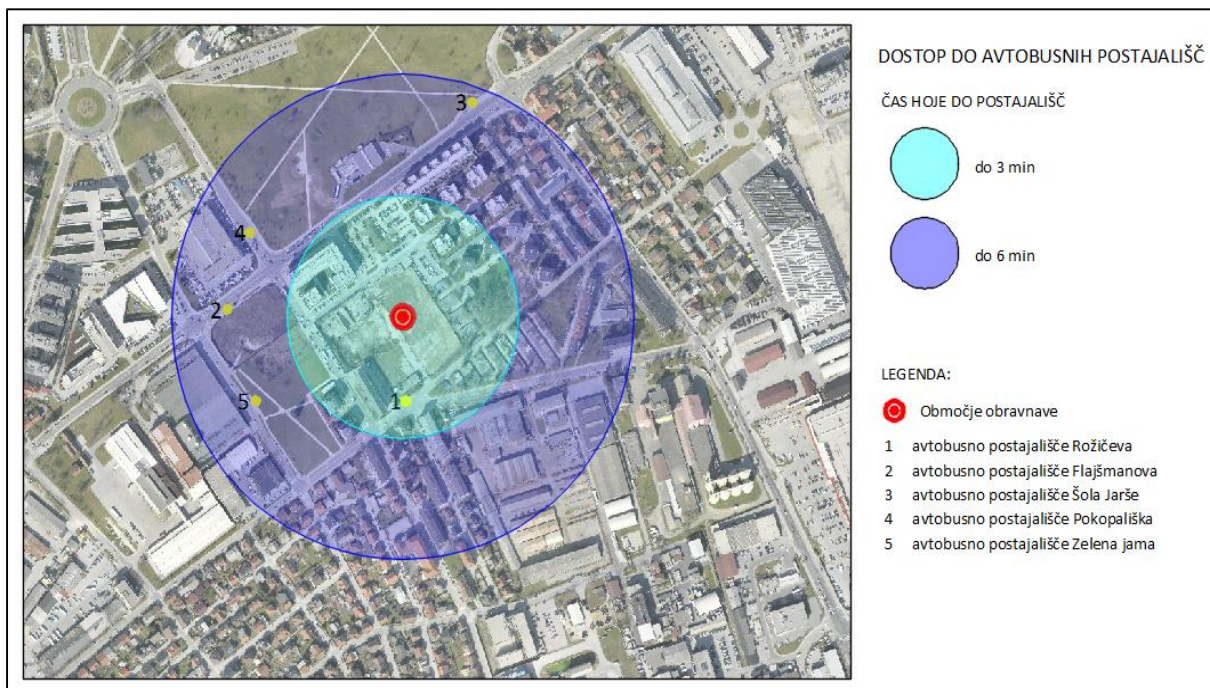 DOSTOP DO AVTOBUSNIH POSTAJALIŠČ
ČAS HOJE DO POSTAJALIŠČ
do 3 min
do 6 min
LEGENDA:
Območje obravnave
1 avtobusno postajališče Rožičeva
2 avtobusno postajališče Flajšmanova
3 avtobusno postajališče Šola Jarše
4 avtobusno postajališče Pokopališka
5 avtobusno postajališče Zelena jama
3
4
2
5
1